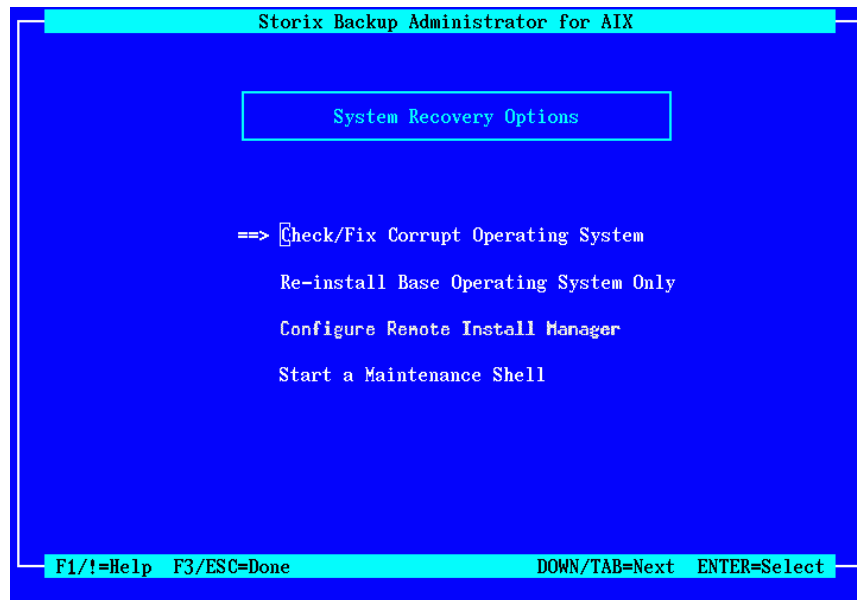 Storix Backup Administrator for AIX
System Recovery Options
==> Check/Fix Corrupt Operating System
Re-install Base Operating System Only
Configure Remote Install Manager
Start a Maintenance Shell
F1/!=Help F3/ESC=Done DOWN/TAB=Next ENTER=Select